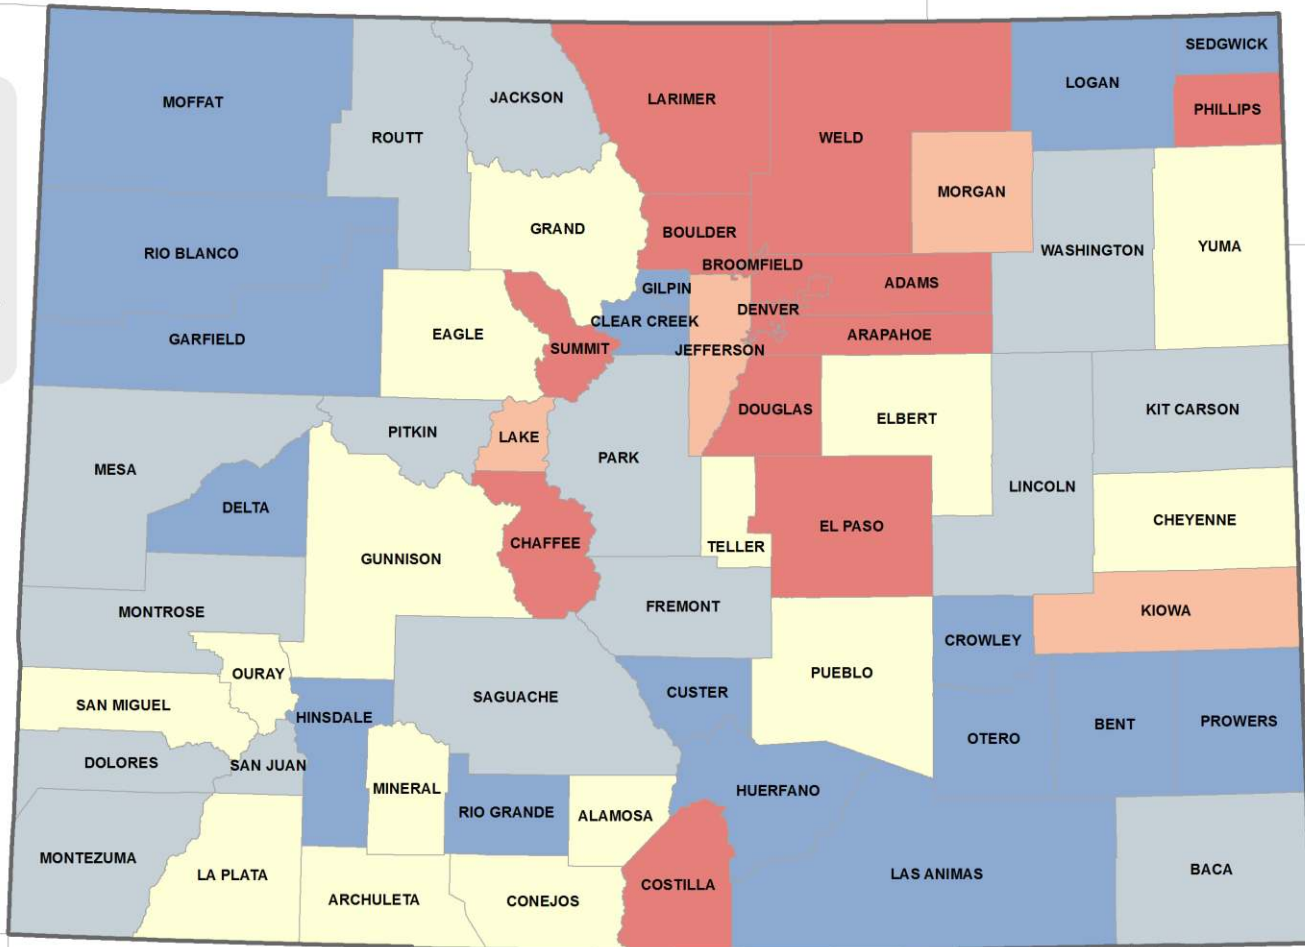 SEDGWICK
LOGAN
MOFFAT
JACKSON
LARIMER
PHILLIPS
ROUTT
WELD
MORGAN
GRAND
BOULDER
YUMA
WASHINGTON
RIO BLANCO
BROOMFIELD
ADAMS
GILPIN
DENVER
CLEAR CREEK
EAGLE
ARAPAHOE
GARFIELD
SUMMIT
JEFFERSON
DOUGLAS
KIT CARSON
ELBERT
PITKIN
LAKE
PARK
MESA
LINCOLN
DELTA
CHEYENNE
EL PASO
CHAFFEE
TELLER
GUNNISON
FREMONT
KIOWA
MONTROSE
CROWLEY
OURAY
PUEBLO
CUSTER
SAGUACHE
SAN MIGUEL
HINSDALE
PROWERS
BENT
OTERO
DOLORES
SAN JUAN
MINERAL
HUERFANO
RIO GRANDE
ALAMOSA
MONTEZUMA
BACA
LA PLATA
LAS ANIMAS
COSTILLA
ARCHULETA
CONEJOS